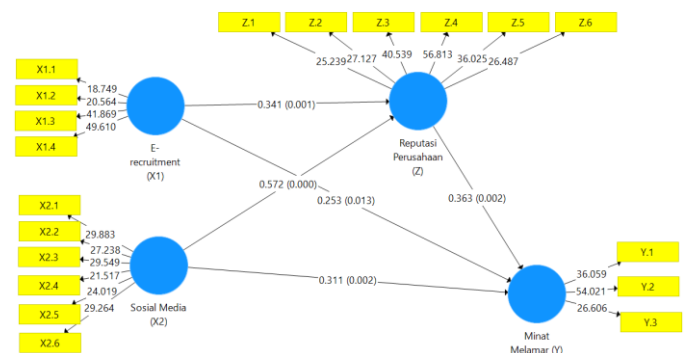 Z.1
Z.2
Z.3
Z.4
Z.5
Z.6
25.239
27.127
40.539
56.813
36.025
26.487
X1.1
X1.2
X1.3
X1.4
18.749
20.564
41.869
49.610
E-
recruitment
(X1)
0.341 (0.001)
Reputasi
Perusahaan
(Z)
0.572 (0.000)
0.253 (0.013)
0.363 (0.002)
X2.1
X2.2
X2.3
X2.4
X2.5
X2.6
29.883
27.238
29.549
21.517
24.019
29.264
Sosial Media
(X2)
0.311 (0.002)
Y.1
Y.2
Y.3
36.059
54.021
26.606
Minat
Melamar (Y)